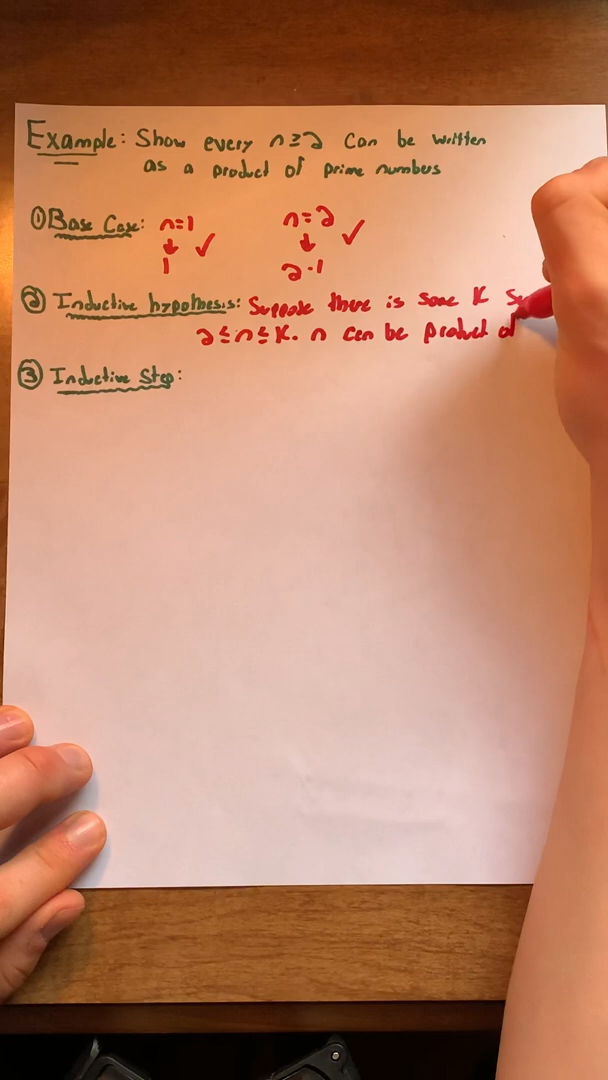 Example: Show every n≥2 can be written
as a product of prime numbers
① Base Case: n=1 ↓ 1 ✓ n=2 ↓ 2·1 ✓
② Inductive hypothesis: Suppose there is some K
2≤n≤K. n can be product of
③ Inductive Step: